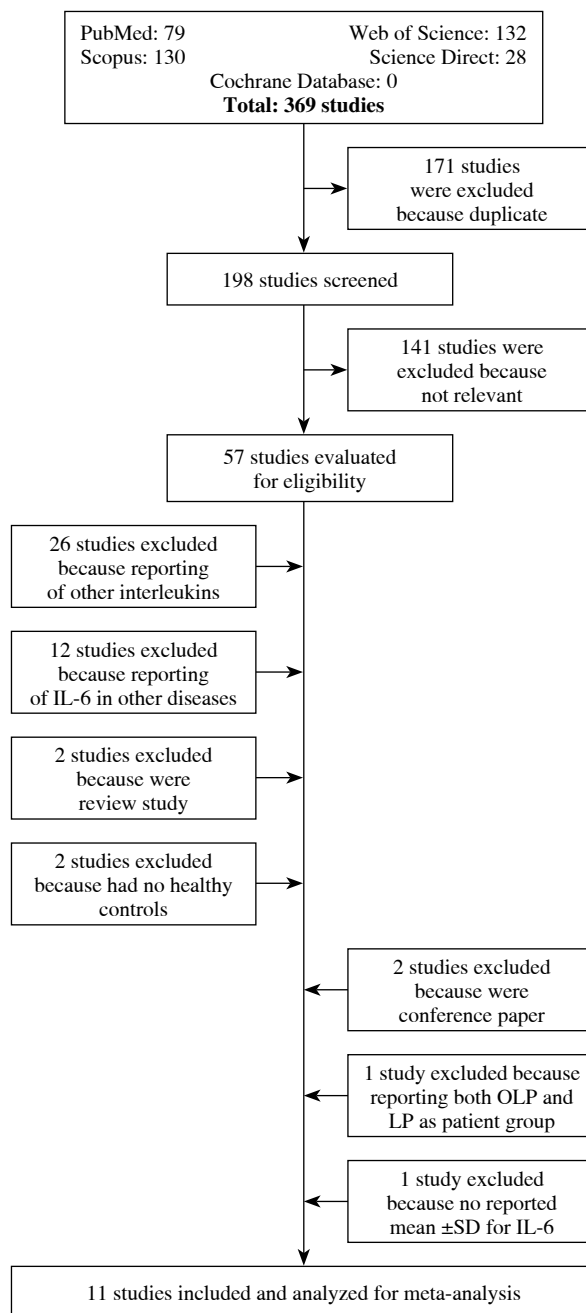 PubMed: 79 Web of Science: 132
Scopus: 130 Science Direct: 28
Cochrane Database: 0
Total: 369 studies
171 studies
were excluded
because duplicate
198 studies screened
141 studies were
excluded because
not relevant
57 studies evaluated
for eligibility
26 studies excluded
because reporting
of other interleukins
12 studies excluded
because reporting
of IL-6 in other diseases
2 studies excluded
because were
review study
2 studies excluded
because had no healthy
controls
2 studies excluded
because were
conference paper
1 study excluded because
reporting both OLP and
LP as patient group
1 study excluded
because no reported
mean ±SD for IL-6
11 studies included and analyzed for meta-analysis